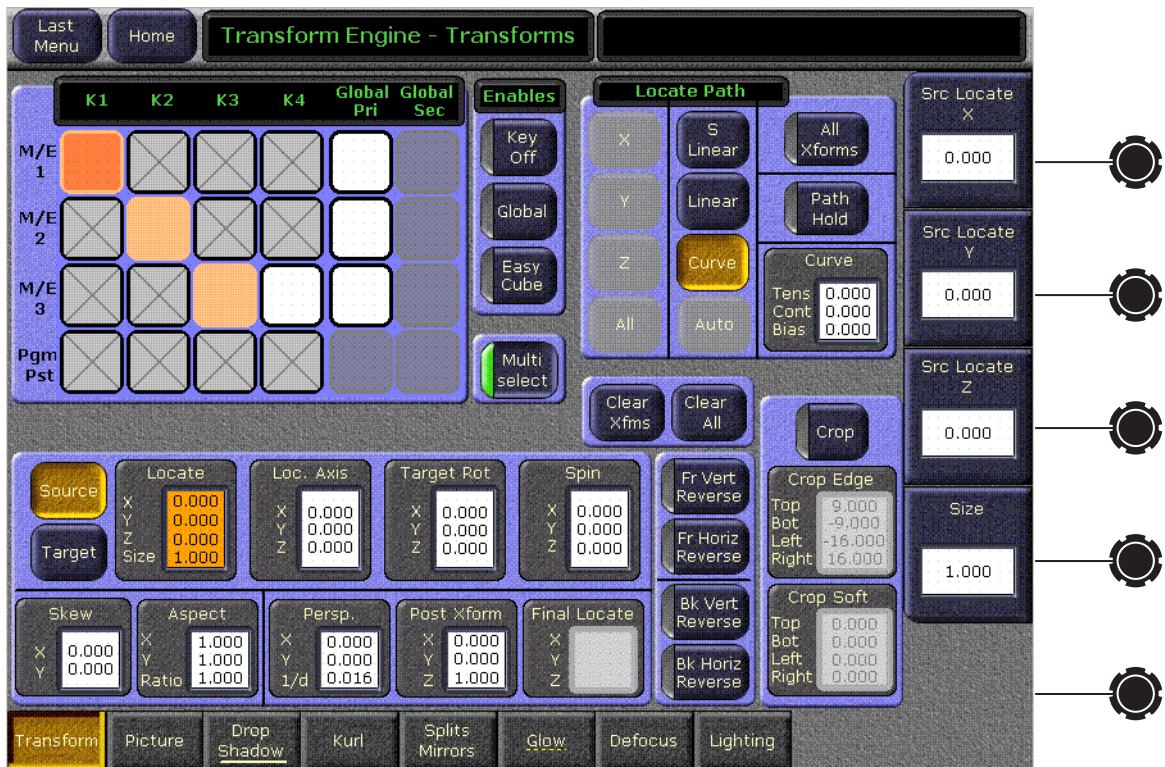 Last
Menu
Home
Transform Engine - Transforms
K1 K2 K3 K4 Global Pri Global Sec
M/E
1
M/E
2
M/E
3
Pgm
Pst
Enables
Key
Off
Global
Easy
Cube
Multi
select
Locate Path
X
Y
Z
All
S
Linear
Linear
Curve
Auto
All
Xforms
Path
Hold
Curve
Tens 0.000
Cont 0.000
Bias 0.000
Clear
Xfms
Clear
All
Src Locate
X
0.000
Src Locate
Y
0.000
Src Locate
Z
0.000
Size
1.000
Source
Target
Locate
X 0.000
Y 0.000
Z 0.000
Size 1.000
Loc. Axis
X 0.000
Y 0.000
Z 0.000
Target Rot
X 0.000
Y 0.000
Z 0.000
Spin
X 0.000
Y 0.000
Z 0.000
Skew
X 0.000
Y 0.000
Aspect
X 1.000
Y 1.000
Ratio 1.000
Persp.
X 0.000
Y 0.000
1/d 0.016
Post Xform
X 0.000
Y 0.000
Z 1.000
Final Locate
X
Y
Z
Fr Vert
Reverse
Fr Horiz
Reverse
Bk Vert
Reverse
Bk Horiz
Reverse
Crop
Crop Edge
Top 9.000
Bot -9.000
Left -16.000
Right 16.000
Crop Soft
Top 0.000
Bot 0.000
Left 0.000
Right 0.000
Transform
Picture
Drop
Shadow
Kurl
Splits
Mirrors
Glow
Defocus
Lighting